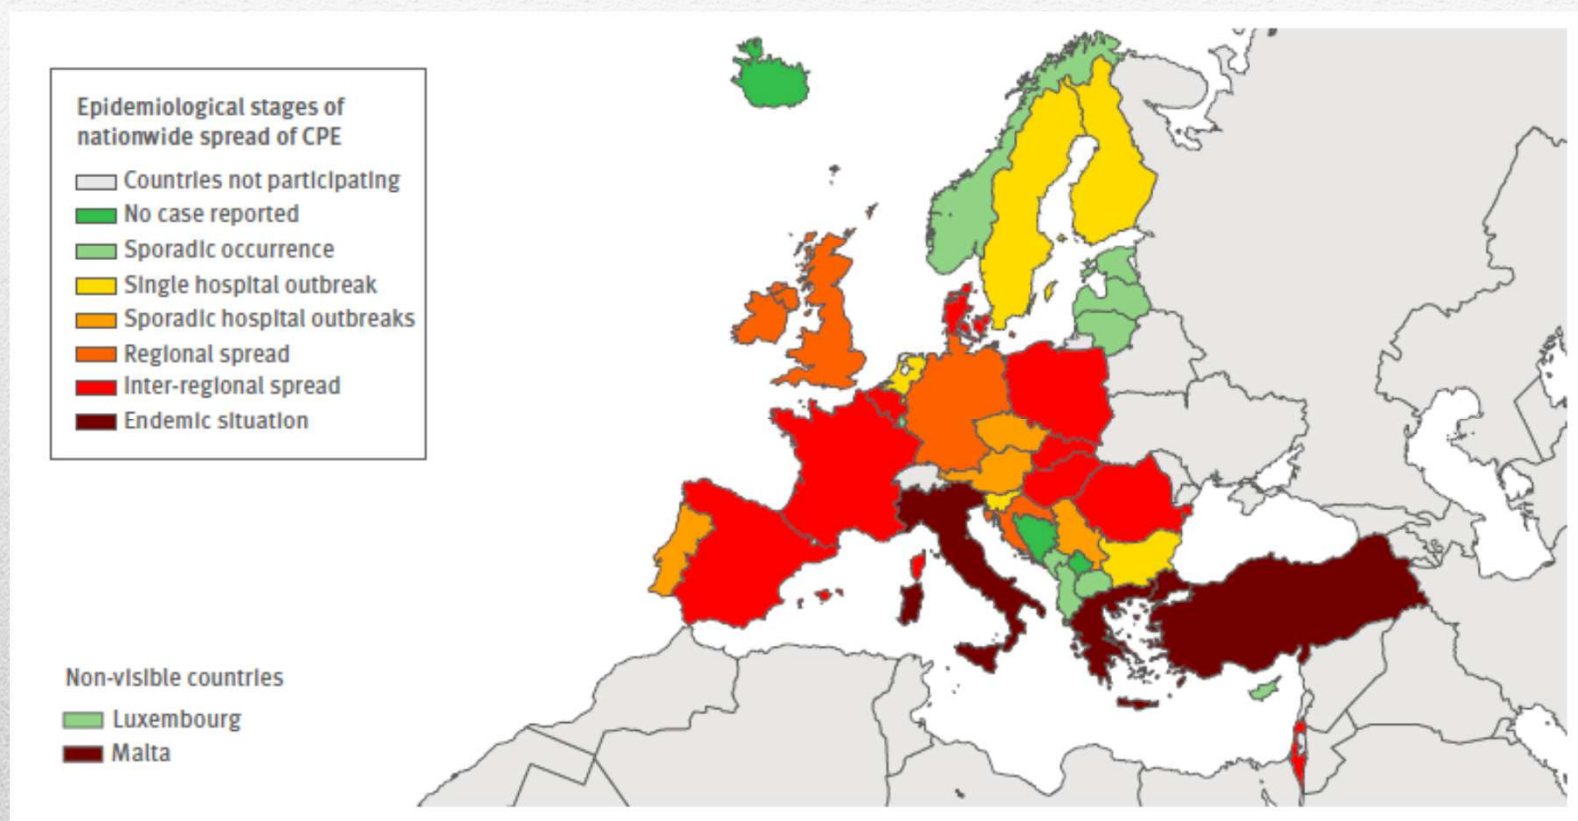 Epidemiological stages of
nationwide spread of CPE
Countries not participating
No case reported
Sporadic occurrence
Single hospital outbreak
Sporadic hospital outbreaks
Regional spread
Inter-regional spread
Endemic situation
Non-visible countries
Luxembourg
Malta